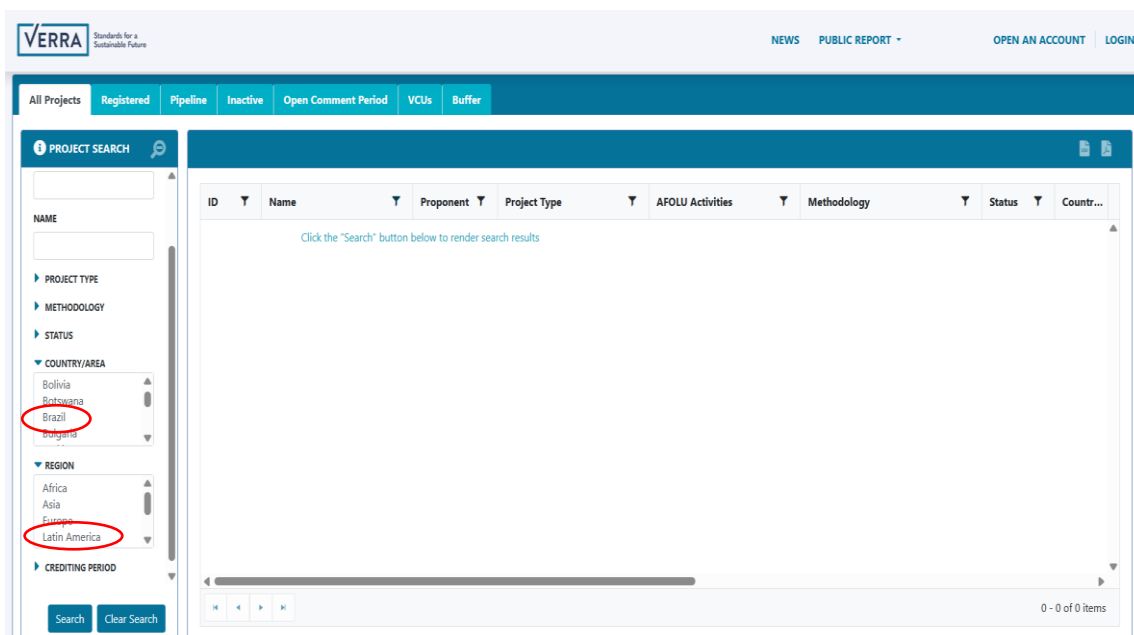 VERRA Standards for a
Sustainable Future
NEWS PUBLIC REPORT OPEN AN ACCOUNT LOGIN
All Projects Registered Pipeline Inactive Open Comment Period VCUs Buffer
PROJECT SEARCH
ID Name Proponent Project Type AFOLU Activities Methodology Status Countr...
Click the "Search" button below to render search results
NAME
PROJECT TYPE
METHODOLOGY
STATUS
COUNTRY/AREA
Bolivia
Botswana
Brazil
Bulgaria
REGION
Africa
Asia
Europe
Latin America
CREDITING PERIOD
Search Clear Search
0 - 0 of 0 items